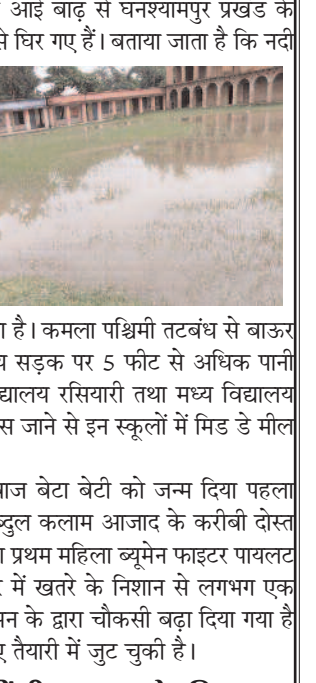 आई बाढ़ से घनश्यामपुर प्रखंड के
से घिर गए हैं। बताया जाता है कि नदी
है। कमला पश्चिमी तटबंध से बाऊर
सड़क पर 5 फीट से अधिक पानी
रसियारी तथा मध्य विद्यालय
जाने से इन स्कूलों में मिड डे मील
बेटा बेटी को जन्म दिया पहला
कलाम आजाद के करीबी दोस्त
प्रथम महिला ब्यूमेन फाइटर पायलट
में खतरे के निशान से लगभग एक
के द्वारा चौकसी बढ़ा दिया गया है
तैयारी में जुट चुकी है।